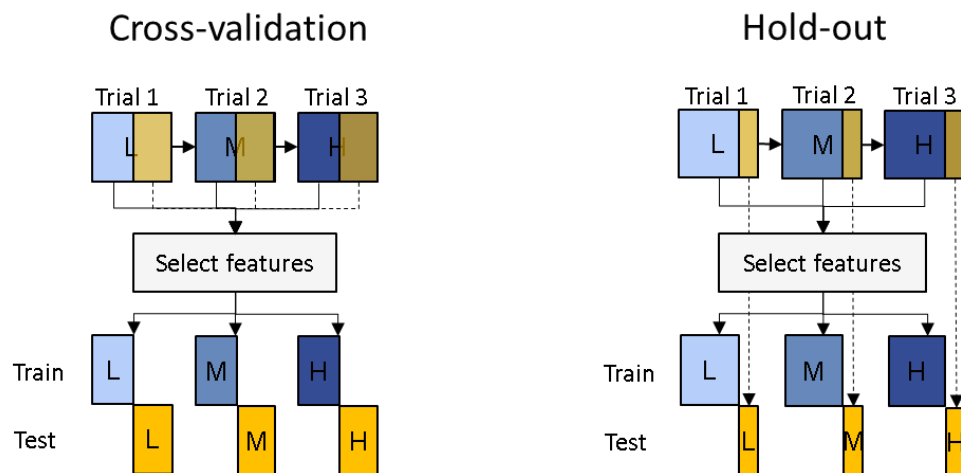 Cross-validation
Trial 1 Trial 2 Trial 3
L M H
Select features
Train L M H
Test L M H
Hold-out
Trial 1 Trial 2 Trial 3
L M H
Select features
Train L M H
Test L M H